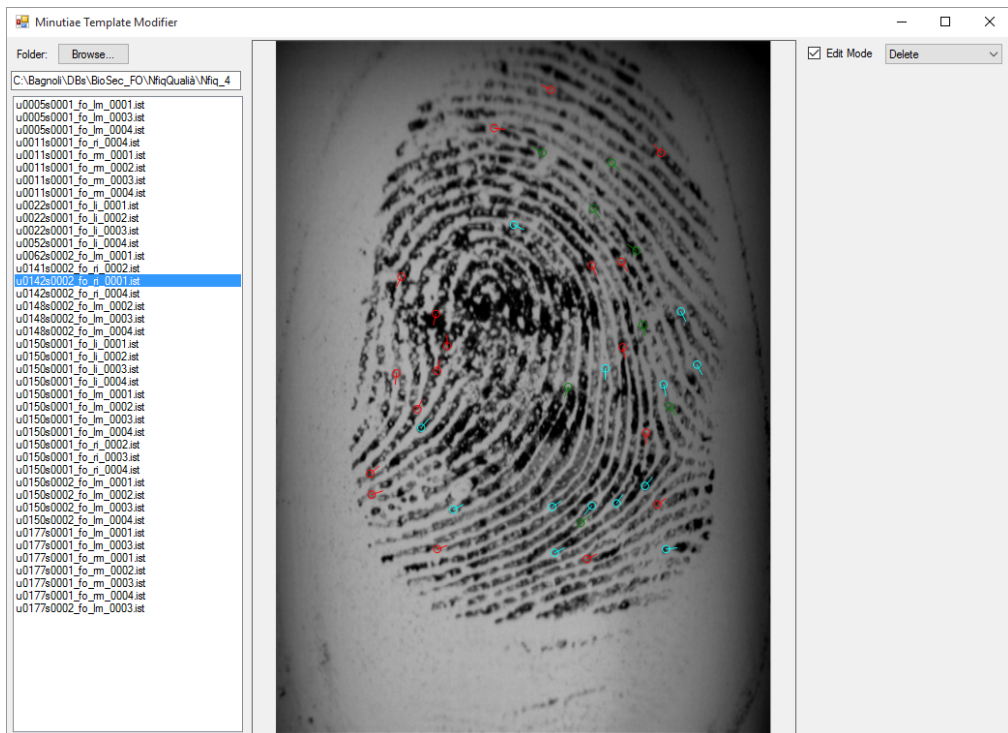 Minutiae Template Modifier
Folder: Browse...
C:\Bagnoli\DBs\BioSec_FO\NfiqQualià\Nfiq_4
u0005s0001_fo_lm_0001.ist
u0005s0001_fo_lm_0003.ist
u0005s0001_fo_lm_0004.ist
u0011s0001_fo_ri_0004.ist
u0011s0001_fo_rm_0001.ist
u0011s0001_fo_rm_0002.ist
u0011s0001_fo_rm_0003.ist
u0011s0001_fo_rm_0004.ist
u0022s0001_fo_li_0001.ist
u0022s0001_fo_li_0002.ist
u0022s0001_fo_li_0003.ist
u0052s0001_fo_li_0004.ist
u0062s0002_fo_lm_0001.ist
u0141s0002_fo_ri_0002.ist
u0142s0002_fo_ri_0001.ist
u0142s0002_fo_ri_0004.ist
u0148s0002_fo_lm_0002.ist
u0148s0002_fo_lm_0003.ist
u0148s0002_fo_lm_0004.ist
u0150s0001_fo_li_0001.ist
u0150s0001_fo_li_0002.ist
u0150s0001_fo_li_0003.ist
u0150s0001_fo_li_0004.ist
u0150s0001_fo_lm_0001.ist
u0150s0001_fo_lm_0002.ist
u0150s0001_fo_lm_0003.ist
u0150s0001_fo_lm_0004.ist
u0150s0001_fo_ri_0002.ist
u0150s0001_fo_ri_0003.ist
u0150s0001_fo_ri_0004.ist
u0150s0002_fo_lm_0001.ist
u0150s0002_fo_lm_0002.ist
u0150s0002_fo_lm_0003.ist
u0150s0002_fo_lm_0004.ist
u0177s0001_fo_lm_0001.ist
u0177s0001_fo_lm_0003.ist
u0177s0001_fo_rm_0001.ist
u0177s0001_fo_rm_0002.ist
u0177s0001_fo_rm_0003.ist
u0177s0001_fo_rm_0004.ist
u0177s0002_fo_lm_0003.ist
Edit Mode Delete